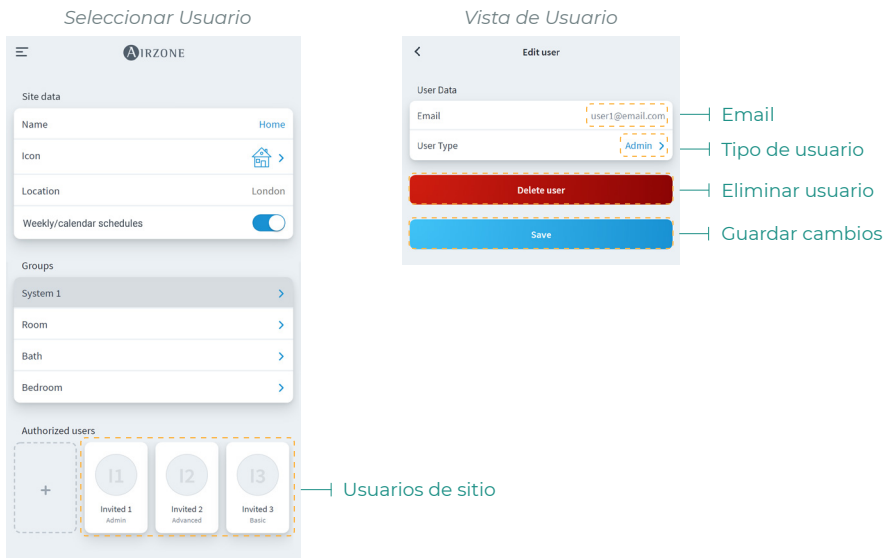 Seleccionar Usuario
AIRZONE
Site data
Name Home
Icon
Location London
Weekly/calendar schedules
Groups
System 1
Room
Bath
Bedroom
Authorized users
+
I1
Invited 1
Admin
I2
Invited 2
Advanced
I3
Invited 3
Basic
Usuarios de sitio
Vista de Usuario
Edit user
User Data
Email user1@email.com
Email
User Type Admin
Tipo de usuario
Delete user
Eliminar usuario
Save
Guardar cambios